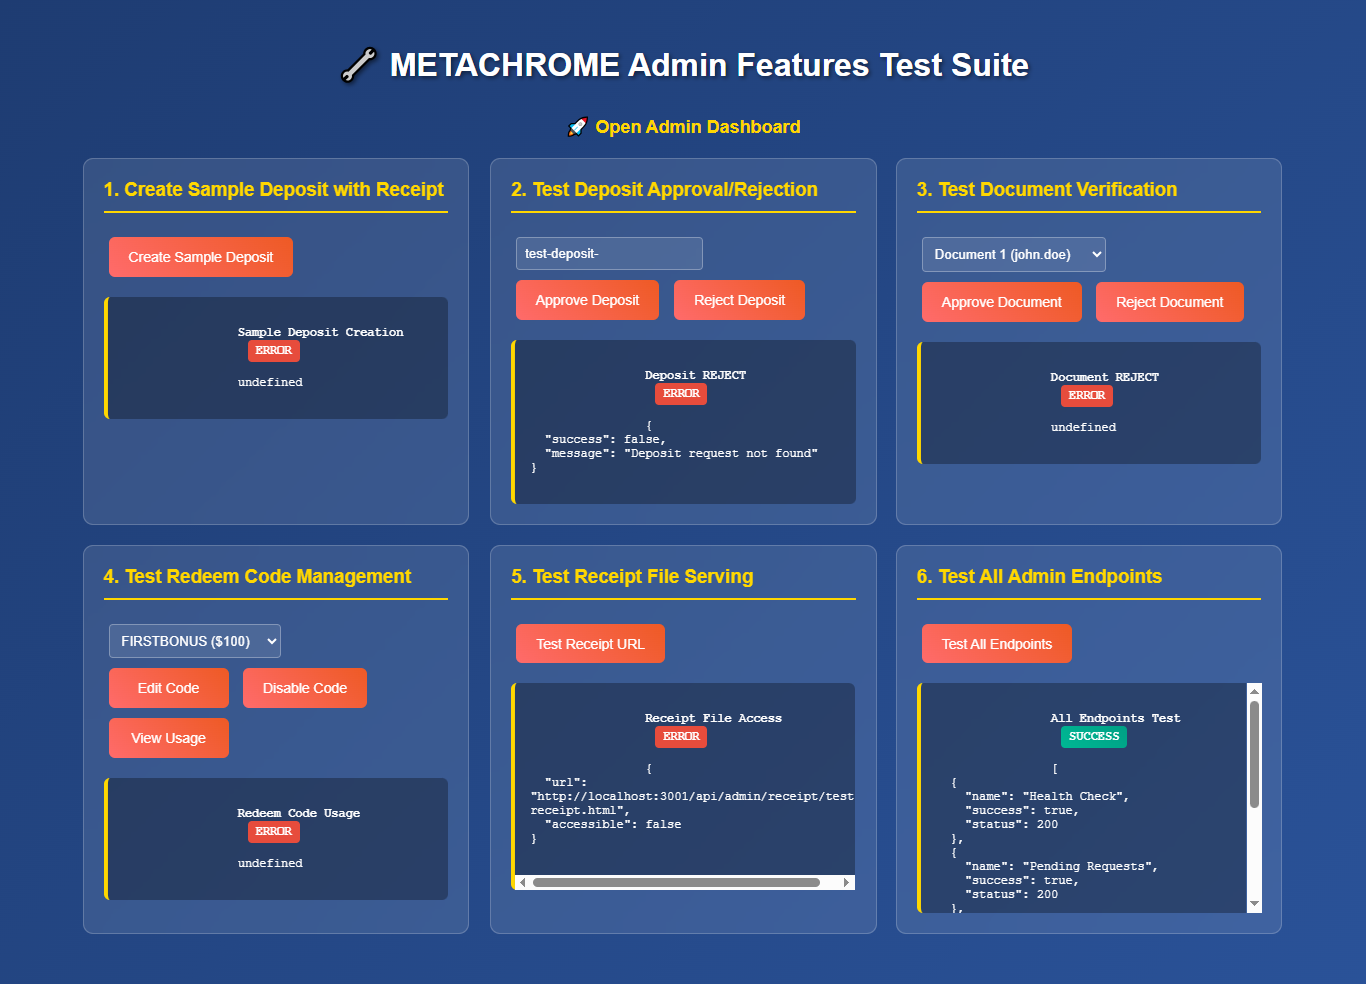 METACHROME Admin Features Test Suite
Open Admin Dashboard
1. Create Sample Deposit with Receipt
Create Sample Deposit
Sample Deposit Creation
ERROR
undefined
2. Test Deposit Approval/Rejection
test-deposit-
Approve Deposit
Reject Deposit
Deposit REJECT
ERROR
{
"success": false,
"message": "Deposit request not found"
}
3. Test Document Verification
Document 1 (john.doe)
Approve Document
Reject Document
Document REJECT
ERROR
undefined
4. Test Redeem Code Management
FIRSTBONUS ($100)
Edit Code
Disable Code
View Usage
Redeem Code Usage
ERROR
undefined
5. Test Receipt File Serving
Test Receipt URL
Receipt File Access
ERROR
{
"url":
"http://localhost:3001/api/admin/receipt/test
receipt.html",
"accessible": false
}
6. Test All Admin Endpoints
Test All Endpoints
All Endpoints Test
SUCCESS
[
{
"name": "Health Check",
"success": true,
"status": 200
},
{
"name": "Pending Requests",
"success": true,
"status": 200
},